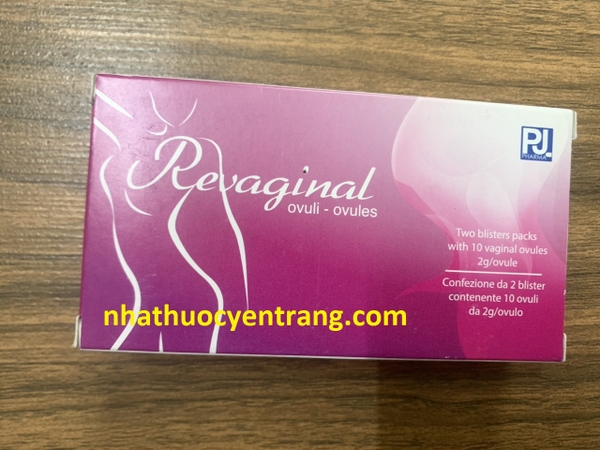 PJ
PHARMA
Revaginal
ovuli - ovules
Two blisters packs
with 10 vaginal ovules
2g/ovule
Confezione da 2 blister
contenente 10 ovuli
da 2g/ovulo
nhathuocyentrang.com